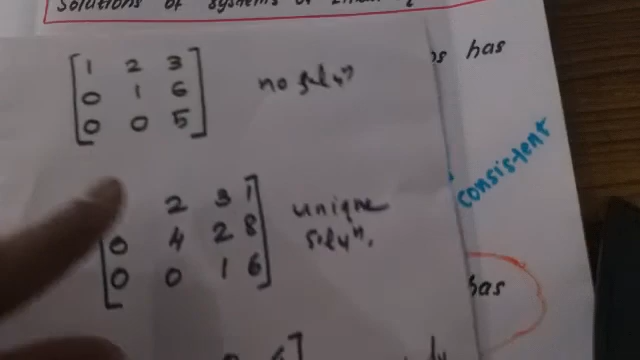 Solutions of systems of
1 2 3
0 1 6
0 0 5
no solⁿ
ns has
consistent
2 3 1
0 4 2 8
0 0 1 6
unique
solⁿ.
has